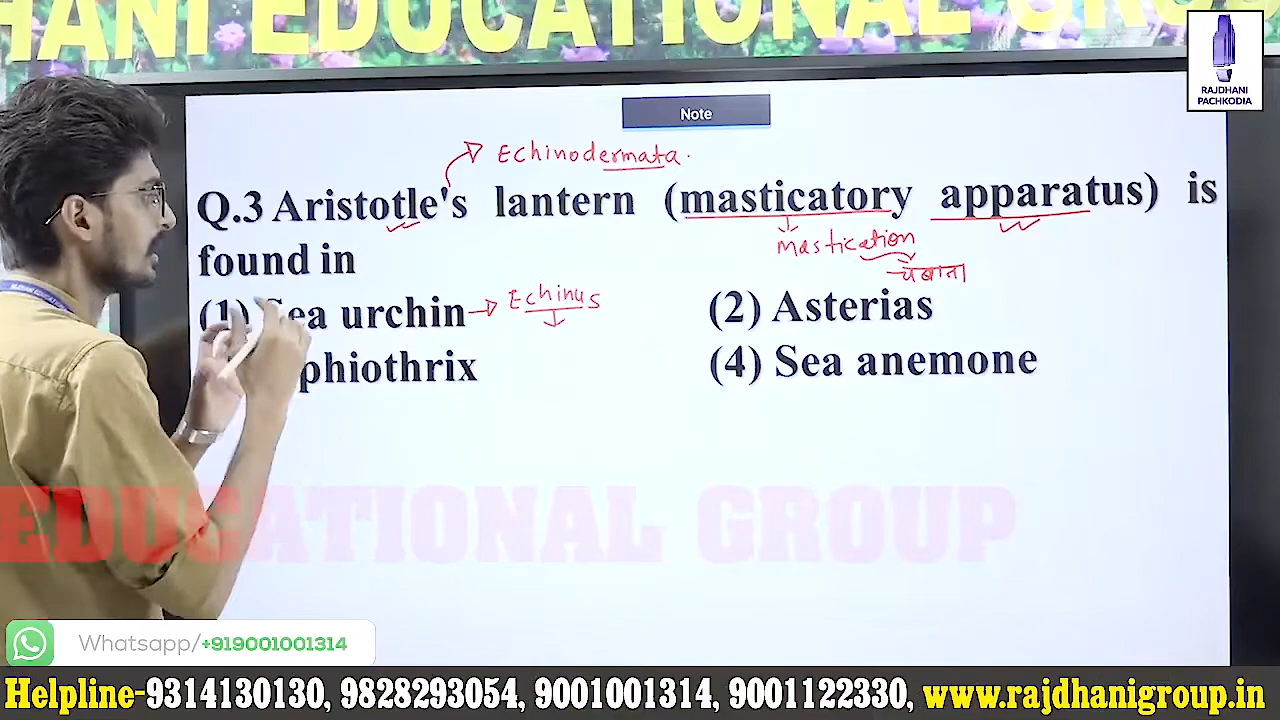 HANI EDUCATIONAL GROU
RAJDHANI
PACHKODIA
Note
Echinodermata.
Q.3 Aristotle's lantern (masticatory apparatus) is
mastication
found in
चबाना
(1) Sea urchin → Echinus
(2) Asterias
phiothrix
(4) Sea anemone
EDUCATIONAL GROUP
Whatsapp/+919001001314
Helpline-9314130130, 9828293054, 9001001314, 9001122330, www.rajdhanigroup.in